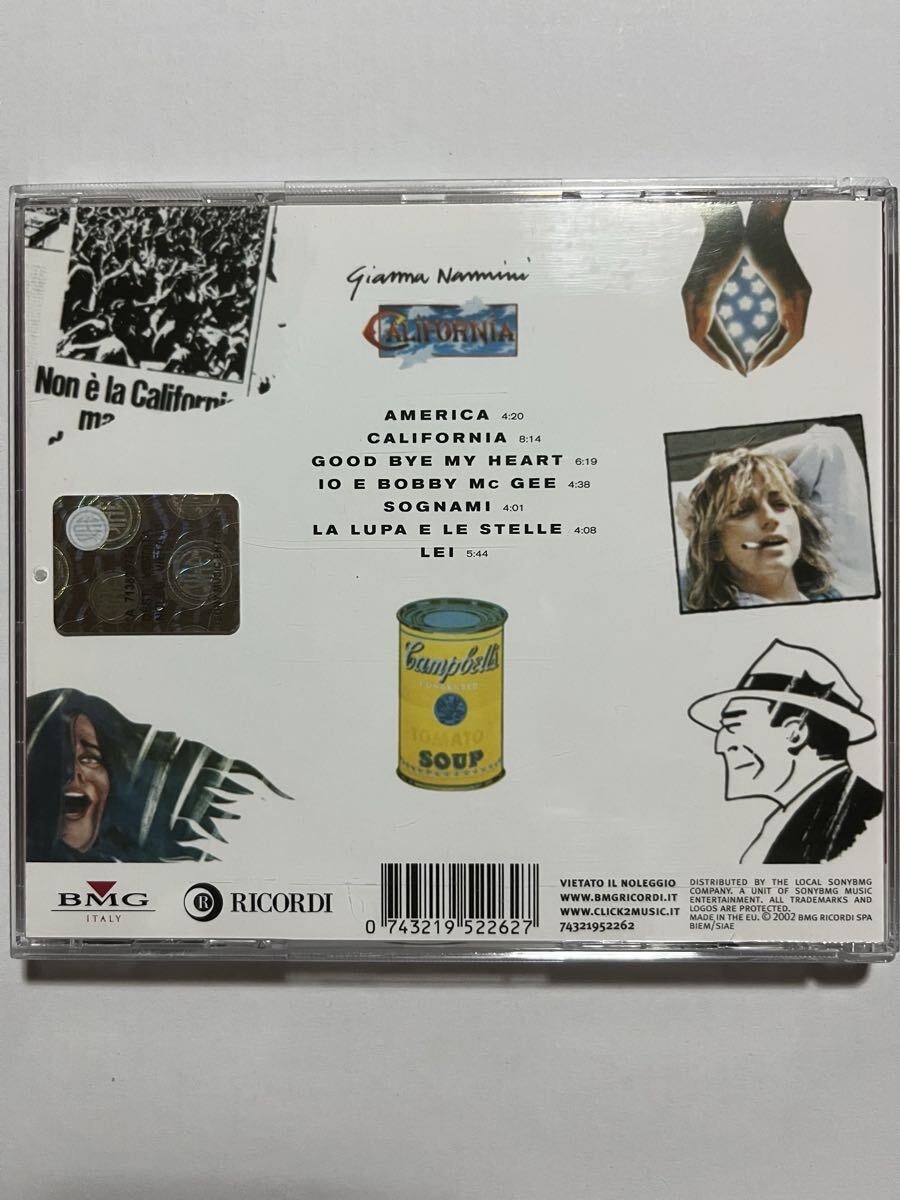 Gianna Nannini
CALIFORNIA
Non è la Californi
ma
AMERICA 4:20
CALIFORNIA 8:14
GOOD BYE MY HEART 6:19
IO E BOBBY Mc GEE 4:38
SOGNAMI 4:01
LA LUPA E LE STELLE 4:08
LEI 5:44
Campbell's
CONDENSED
TOMATO
SOUP
BMG
ITALY
R RICORDI
0 743219 522627
VIETATO IL NOLEGGIO
WWW.BMGRICORDI.IT
WWW.CLICK2MUSIC.IT
74321952262
DISTRIBUTED BY THE LOCAL SONYBMG
COMPANY. A UNIT OF SONYBMG MUSIC
ENTERTAINMENT. ALL TRADEMARKS AND
LOGOS ARE PROTECTED.
MADE IN THE EU. © 2002 BMG RICORDI SPA
BIEM/SIAE